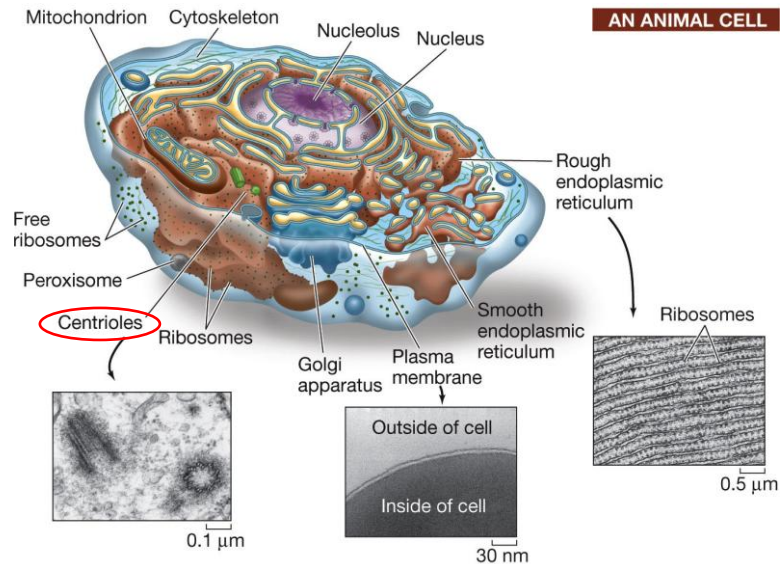 AN ANIMAL CELL
Mitochondrion
Cytoskeleton
Nucleolus
Nucleus
Rough
endoplasmic
reticulum
Free
ribosomes
Peroxisome
Centrioles
Ribosomes
Golgi
apparatus
Plasma
membrane
Smooth
endoplasmic
reticulum
Ribosomes
Outside of cell
Inside of cell
0.1 μm
30 nm
0.5 μm